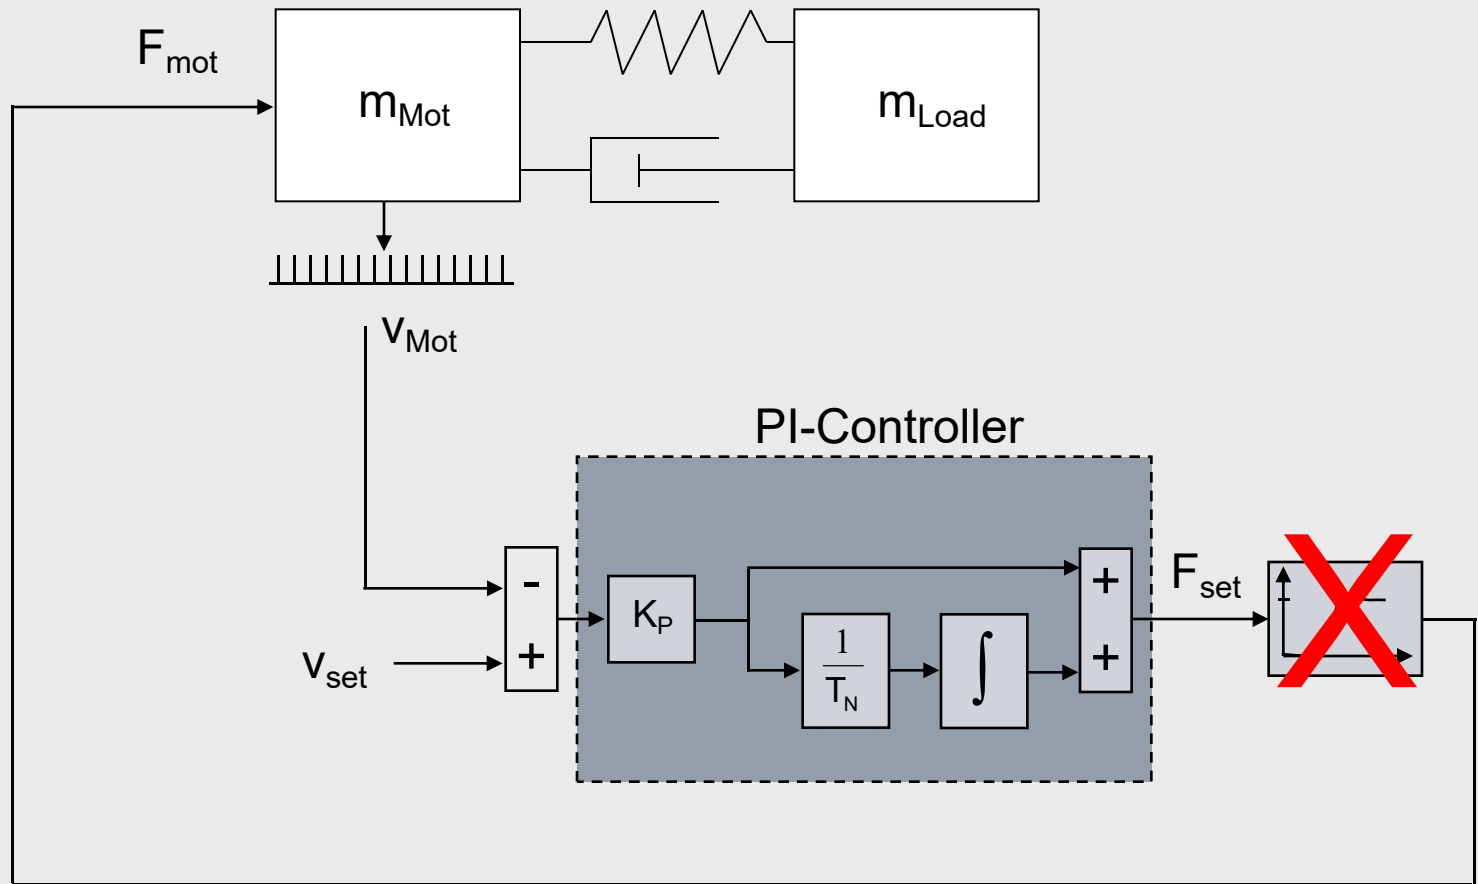 F_mot
m_Mot
m_Load
v_Mot
PI-Controller
-
+
v_set
K_P
1
T_N
∫
+
+
F_set